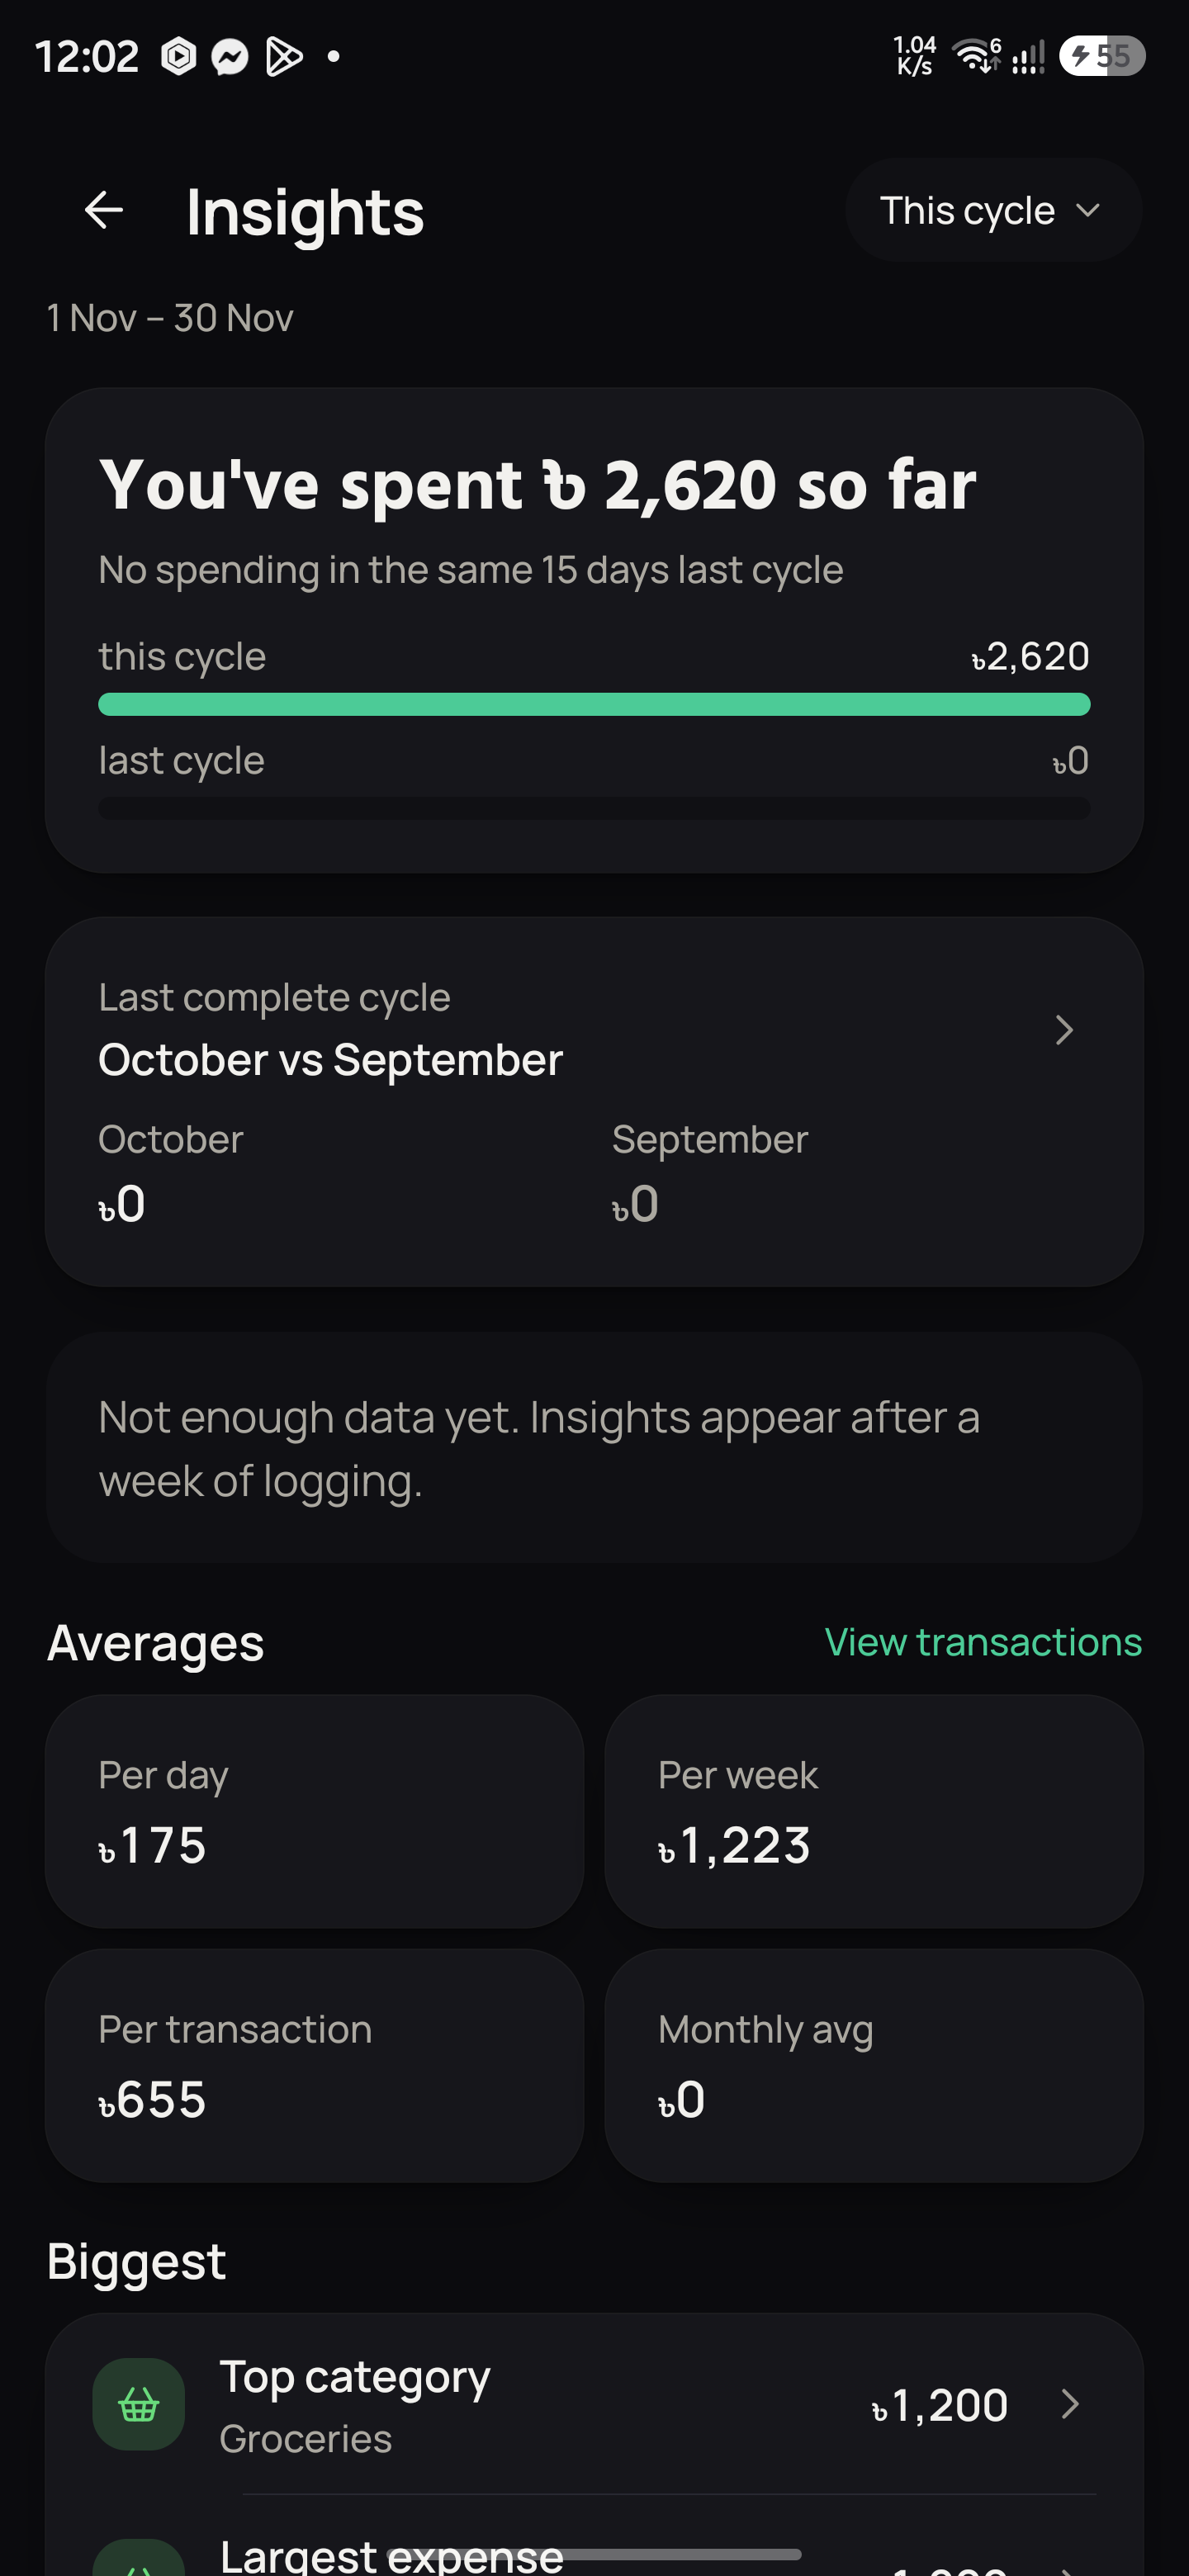 12:02
1.04
K/s
6
55
Insights
This cycle
1 Nov – 30 Nov
You've spent ৳ 2,620 so far
No spending in the same 15 days last cycle
this cycle ৳2,620
last cycle ৳0
Last complete cycle
October vs September
October September
৳0 ৳0
Not enough data yet. Insights appear after a
week of logging.
Averages View transactions
Per day Per week
৳175 ৳1,223
Per transaction Monthly avg
৳655 ৳0
Biggest
Top category
৳1,200
Groceries
Largest expense